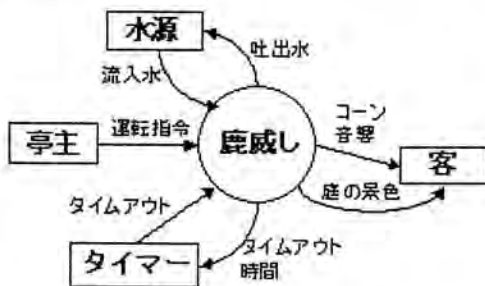 水源
吐出水
流入水
コーン
音響
運転指令
亭主
鹿威し
客
庭の景色
タイムアウト
タイムアウト
時間
タイマー